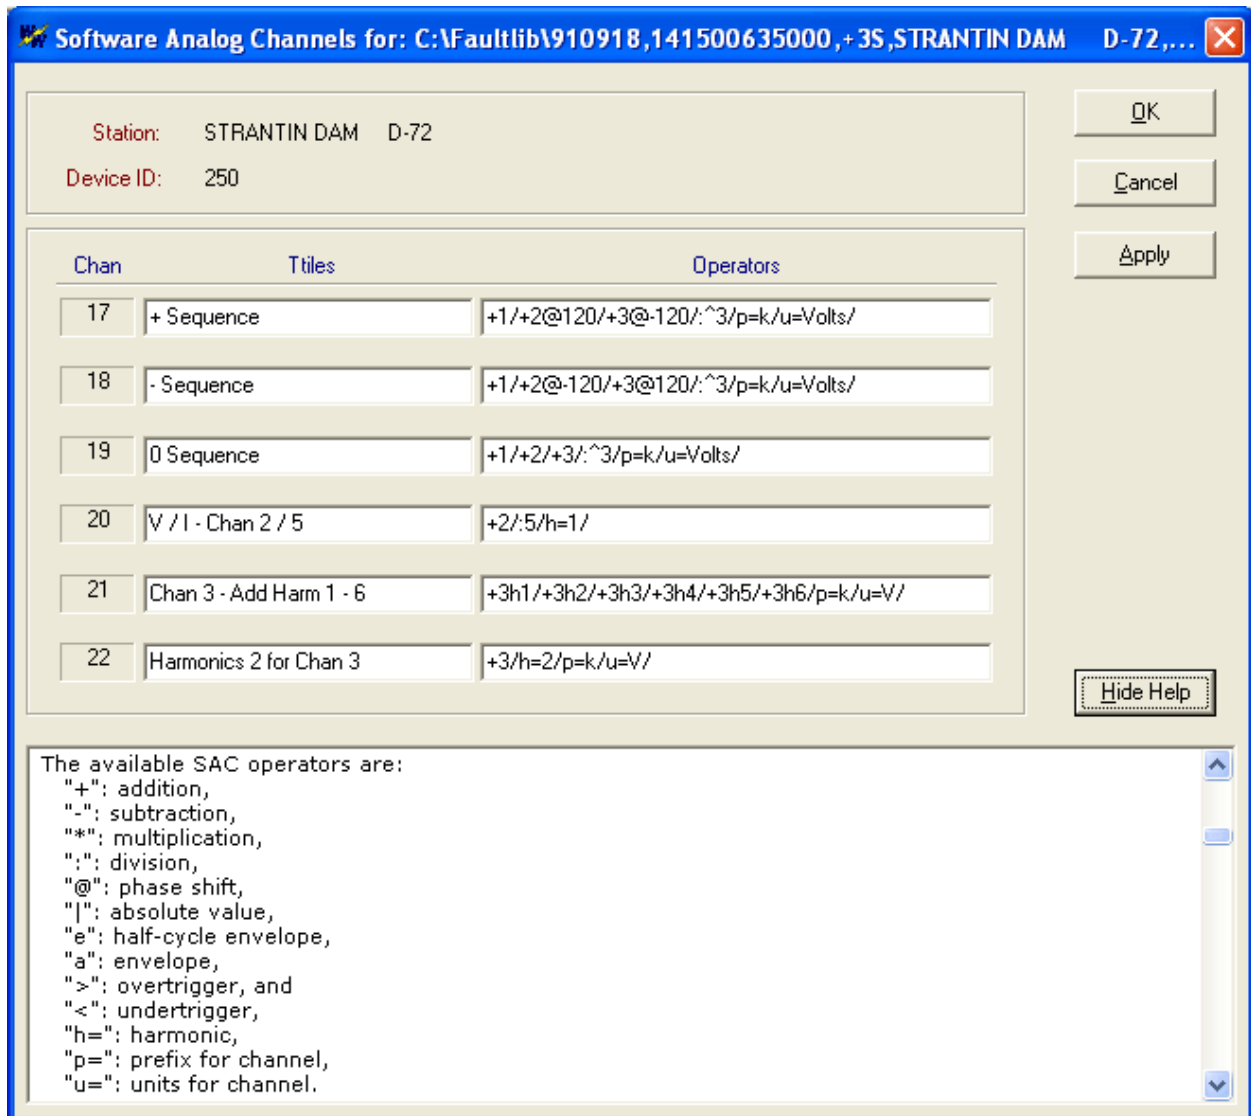 Software Analog Channels for: C:\Faultlib\910918,141500635000,+3S,STRANTIN DAM D-72,...
Station: STRANTIN DAM D-72
Device ID: 250
OK
Cancel
Apply
Chan Ttiles Operators
17 + Sequence +1/+2@120/+3@-120/:^3/p=k/u=Volts/
18 - Sequence +1/+2@-120/+3@120/:^3/p=k/u=Volts/
19 0 Sequence +1/+2/+3/:^3/p=k/u=Volts/
20 V / I - Chan 2 / 5 +2/:5/h=1/
21 Chan 3 - Add Harm 1 - 6 +3h1/+3h2/+3h3/+3h4/+3h5/+3h6/p=k/u=V/
22 Harmonics 2 for Chan 3 +3/h=2/p=k/u=V/
Hide Help
The available SAC operators are:
"+": addition,
"-": subtraction,
"*": multiplication,
":": division,
"@": phase shift,
"|": absolute value,
"e": half-cycle envelope,
"a": envelope,
">": overtrigger, and
"<": undertrigger,
"h=": harmonic,
"p=": prefix for channel,
"u=": units for channel.